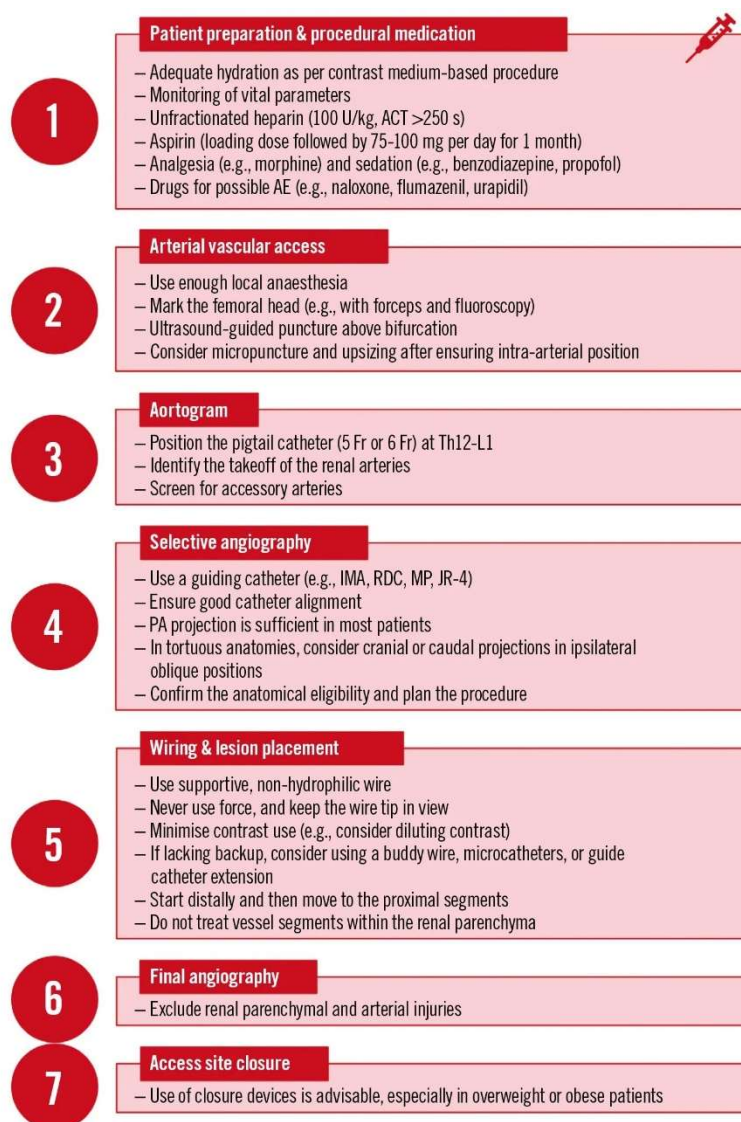 1
Patient preparation & procedural medication
– Adequate hydration as per contrast medium-based procedure
– Monitoring of vital parameters
– Unfractionated heparin (100 U/kg, ACT >250 s)
– Aspirin (loading dose followed by 75-100 mg per day for 1 month)
– Analgesia (e.g., morphine) and sedation (e.g., benzodiazepine, propofol)
– Drugs for possible AE (e.g., naloxone, flumazenil, urapidil)
2
Arterial vascular access
– Use enough local anaesthesia
– Mark the femoral head (e.g., with forceps and fluoroscopy)
– Ultrasound-guided puncture above bifurcation
– Consider micropuncture and upsizing after ensuring intra-arterial position
3
Aortogram
– Position the pigtail catheter (5 Fr or 6 Fr) at Th12-L1
– Identify the takeoff of the renal arteries
– Screen for accessory arteries
4
Selective angiography
– Use a guiding catheter (e.g., IMA, RDC, MP, JR-4)
– Ensure good catheter alignment
– PA projection is sufficient in most patients
– In tortuous anatomies, consider cranial or caudal projections in ipsilateral
oblique positions
– Confirm the anatomical eligibility and plan the procedure
5
Wiring & lesion placement
– Use supportive, non-hydrophilic wire
– Never use force, and keep the wire tip in view
– Minimise contrast use (e.g., consider diluting contrast)
– If lacking backup, consider using a buddy wire, microcatheters, or guide
catheter extension
– Start distally and then move to the proximal segments
– Do not treat vessel segments within the renal parenchyma
6
Final angiography
– Exclude renal parenchymal and arterial injuries
7
Access site closure
– Use of closure devices is advisable, especially in overweight or obese patients